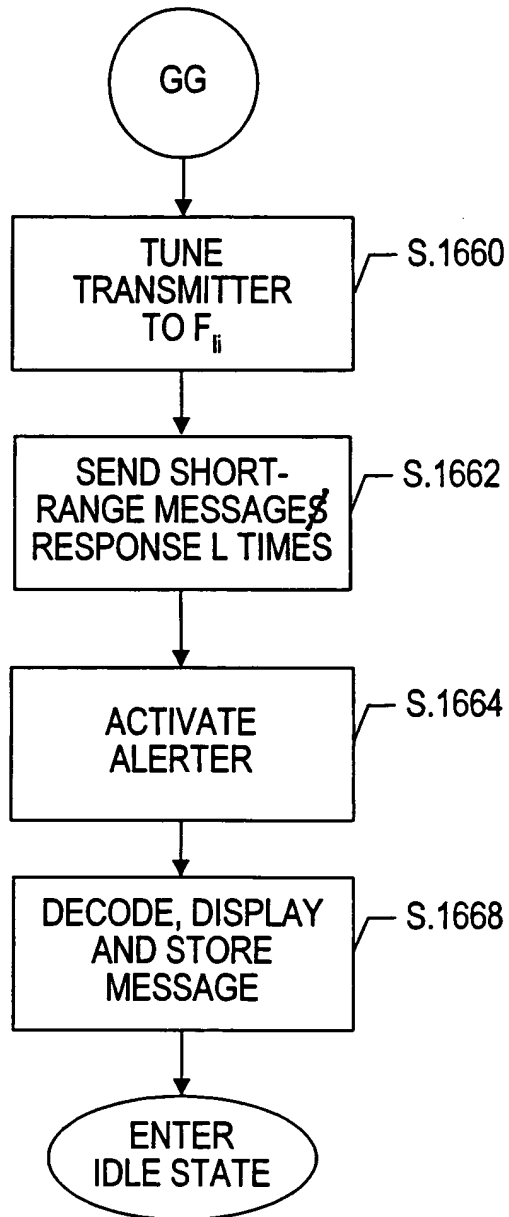 GG
TUNE
TRANSMITTER
TO F_li
S.1660
SEND SHORT-
RANGE MESSAGES
RESPONSE L TIMES
S.1662
ACTIVATE
ALERTER
S.1664
DECODE, DISPLAY
AND STORE
MESSAGE
S.1668
ENTER
IDLE STATE